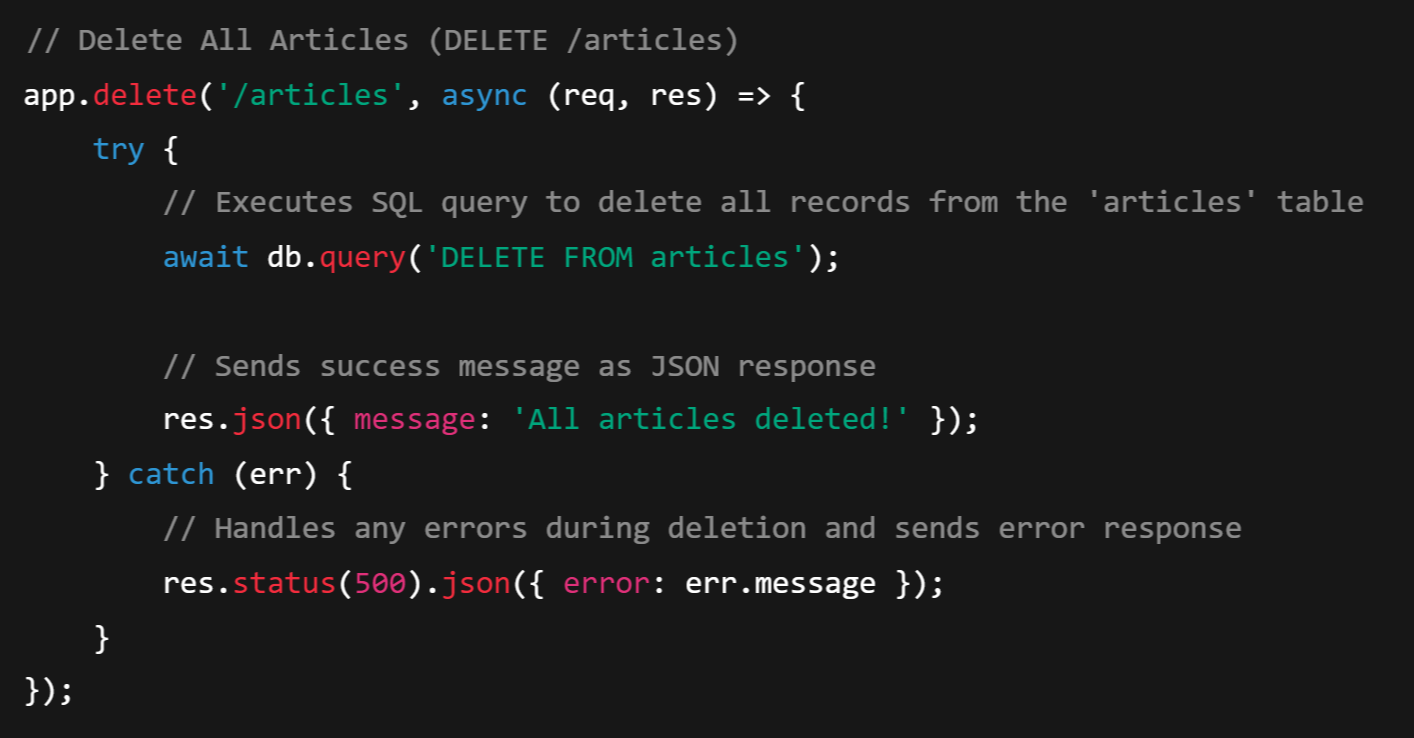 // Delete All Articles (DELETE /articles)
app.delete('/articles', async (req, res) => {
    try {
        // Executes SQL query to delete all records from the 'articles' table
        await db.query('DELETE FROM articles');

        // Sends success message as JSON response
        res.json({ message: 'All articles deleted!' });
    } catch (err) {
        // Handles any errors during deletion and sends error response
        res.status(500).json({ error: err.message });
    }
});